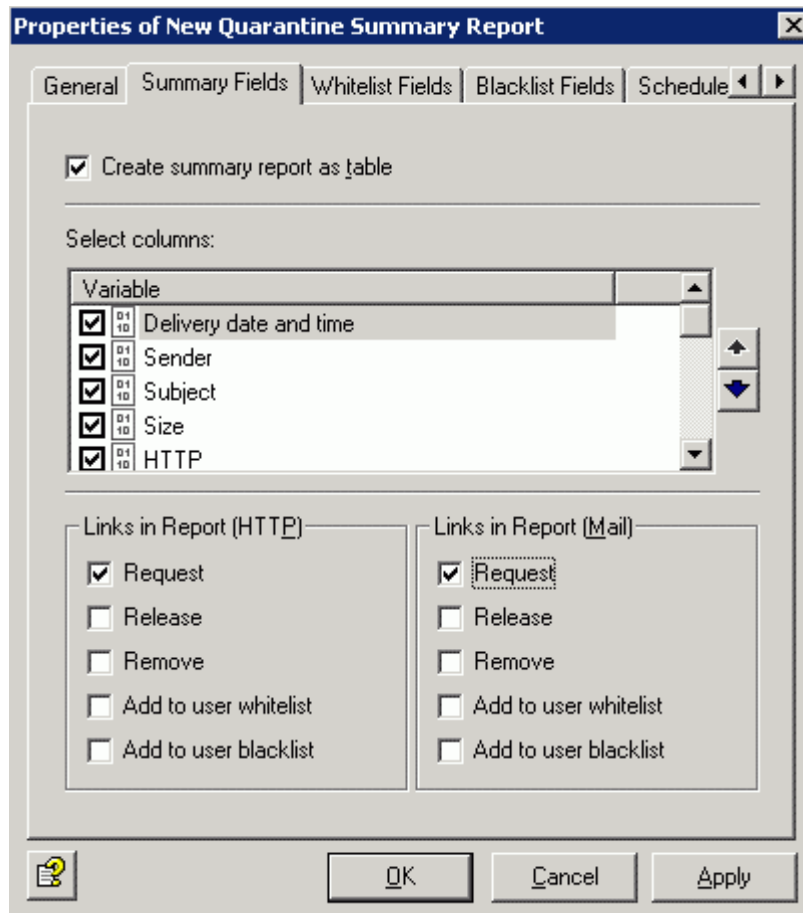 Properties of New Quarantine Summary Report
General Summary Fields Whitelist Fields Blacklist Fields Schedule
Create summary report as table
Select columns:
Variable
Delivery date and time
Sender
Subject
Size
HTTP
Links in Report (HTTP) Links in Report (Mail)
Request Request
Release Release
Remove Remove
Add to user whitelist Add to user whitelist
Add to user blacklist Add to user blacklist
OK Cancel Apply